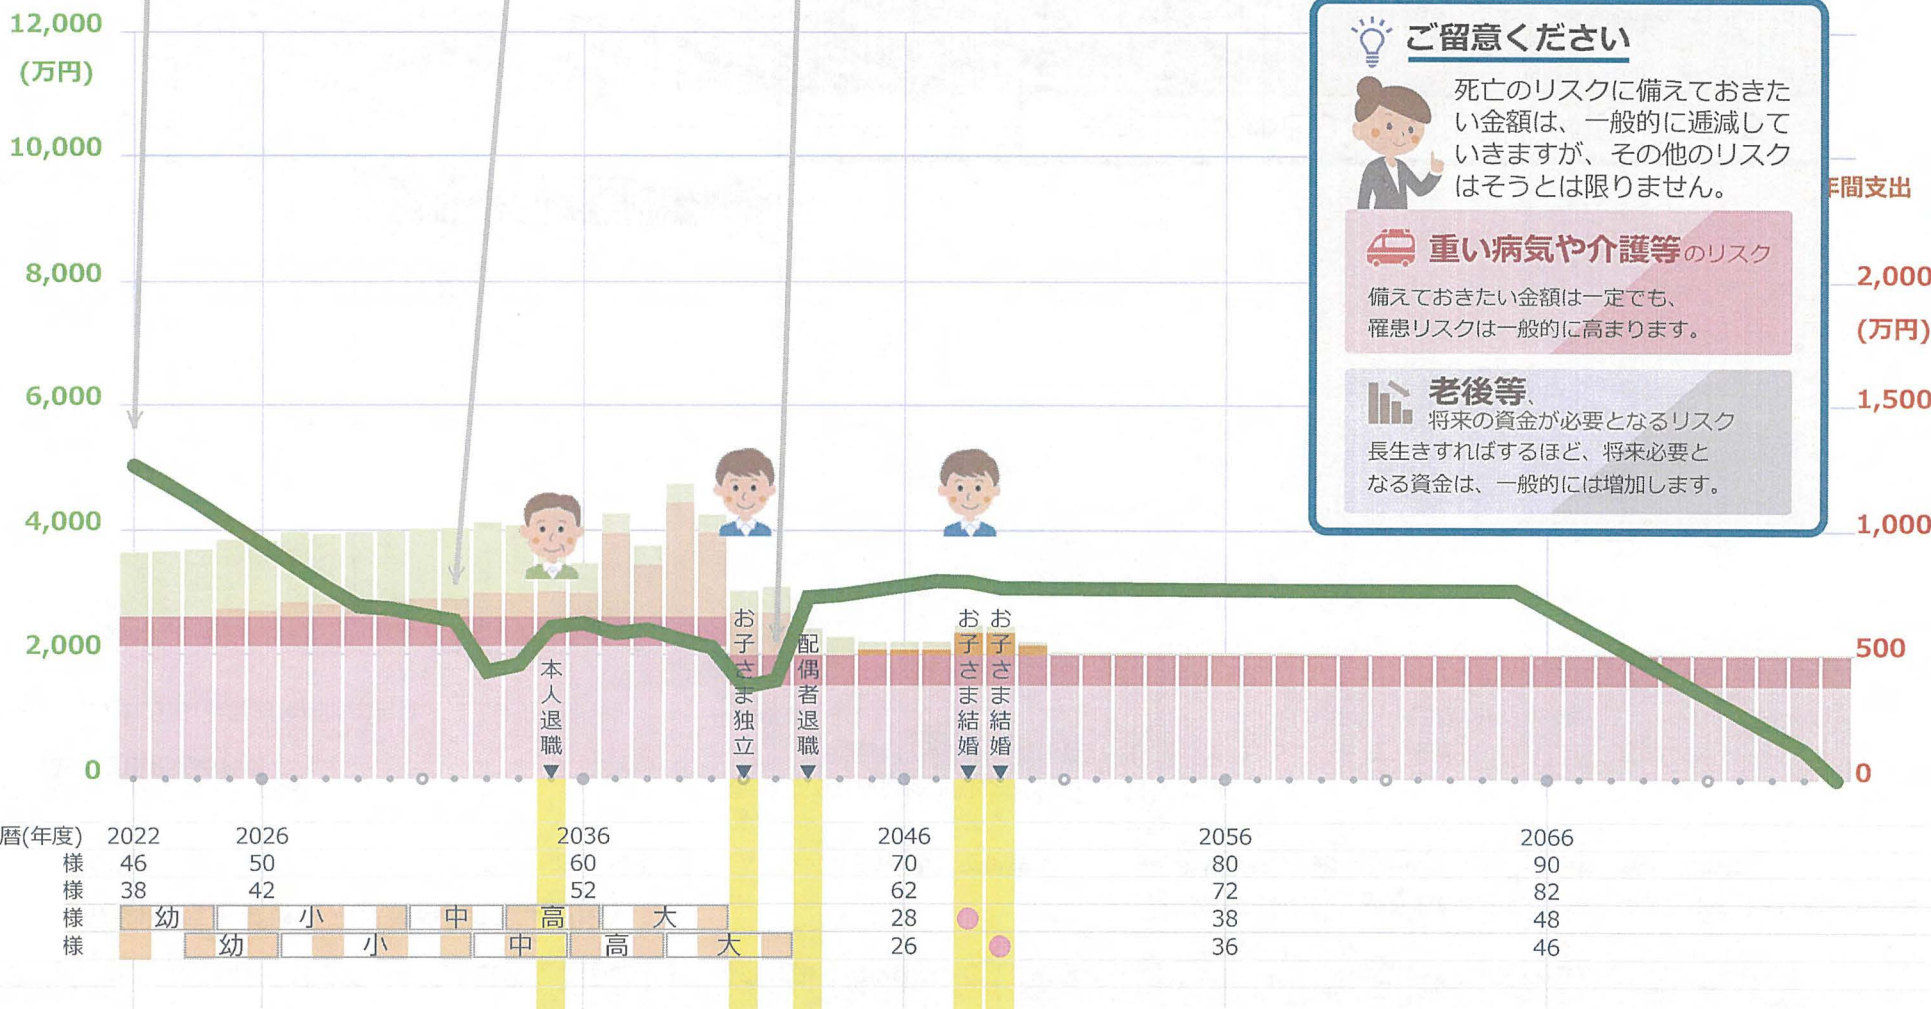 12,000
(万円)
10,000
8,000
6,000
4,000
2,000
0
ご留意ください
死亡のリスクに備えておきた
い金額は、一般的に逓減して
いきますが、その他のリスク
はそうとは限りません。
重い病気や介護等のリスク
備えておきたい金額は一定でも、
罹患リスクは一般的に高まります。
老後等、
将来の資金が必要となるリスク
長生きすればするほど、将来必要と
なる資金は、一般的には増加します。
間支出
2,000
(万円)
1,500
1,000
500
0
本人退職
お子さま独立
配偶者退職
お子さま結婚
お子さま結婚
暦(年度) 2022 2026 2036 2046 2056 2066
様 46 50 60 70 80 90
様 38 42 52 62 72 82
様 幼 小 中 高 大 28 38 48
様 幼 小 中 高 大 26 36 46